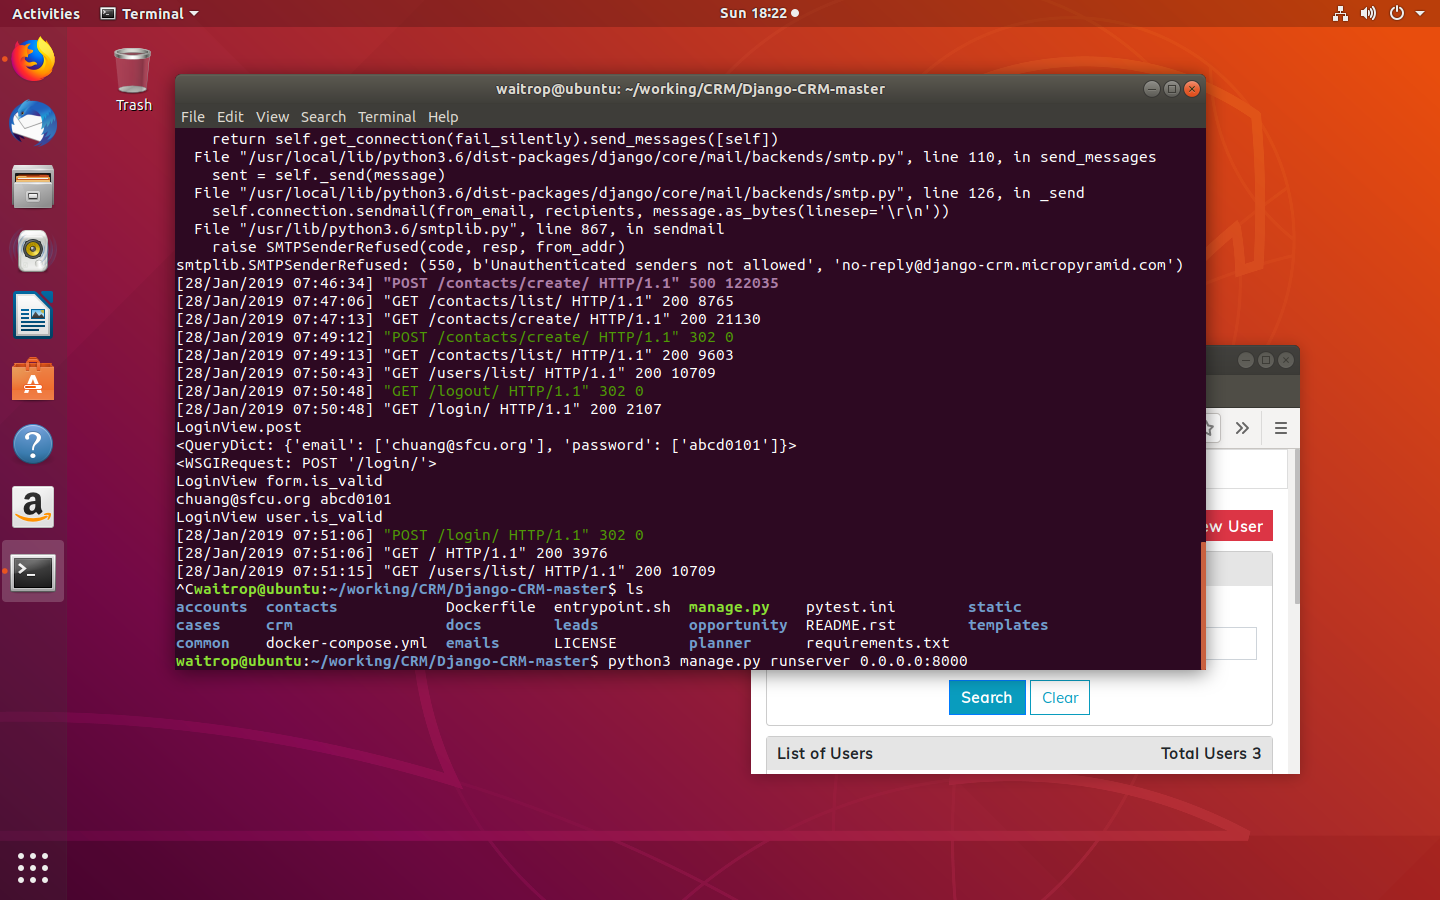 Activities
Terminal
Sun 18:22
Trash
waitrop@ubuntu: ~/working/CRM/Django-CRM-master
File Edit View Search Terminal Help
return self.get_connection(fail_silently).send_messages([self])
File "/usr/local/lib/python3.6/dist-packages/django/core/mail/backends/smtp.py", line 110, in send_messages
sent = self._send(message)
File "/usr/local/lib/python3.6/dist-packages/django/core/mail/backends/smtp.py", line 126, in _send
self.connection.sendmail(from_email, recipients, message.as_bytes(linesep='\r\n'))
File "/usr/lib/python3.6/smtplib.py", line 867, in sendmail
raise SMTPSenderRefused(code, resp, from_addr)
smtplib.SMTPSenderRefused: (550, b'Unauthenticated senders not allowed', 'no-reply@django-crm.micropyramid.com')
[28/Jan/2019 07:46:34] "POST /contacts/create/ HTTP/1.1" 500 122035
[28/Jan/2019 07:47:06] "GET /contacts/list/ HTTP/1.1" 200 8765
[28/Jan/2019 07:47:13] "GET /contacts/create/ HTTP/1.1" 200 21130
[28/Jan/2019 07:49:12] "POST /contacts/create/ HTTP/1.1" 302 0
[28/Jan/2019 07:49:13] "GET /contacts/list/ HTTP/1.1" 200 9603
[28/Jan/2019 07:50:43] "GET /users/list/ HTTP/1.1" 200 10709
[28/Jan/2019 07:50:48] "GET /logout/ HTTP/1.1" 302 0
[28/Jan/2019 07:50:48] "GET /login/ HTTP/1.1" 200 2107
LoginView.post
<QueryDict: {'email': ['chuang@sfcu.org'], 'password': ['abcd0101']}>
<WSGIRequest: POST '/login/'>
LoginView form.is_valid
chuang@sfcu.org abcd0101
LoginView user.is_valid
[28/Jan/2019 07:51:06] "POST /login/ HTTP/1.1" 302 0
[28/Jan/2019 07:51:06] "GET / HTTP/1.1" 200 3976
[28/Jan/2019 07:51:15] "GET /users/list/ HTTP/1.1" 200 10709
^Cwaitrop@ubuntu:~/working/CRM/Django-CRM-master$ ls
accounts contacts Dockerfile entrypoint.sh manage.py pytest.ini static
cases crm docs leads opportunity README.rst templates
common docker-compose.yml emails LICENSE planner requirements.txt
waitrop@ubuntu:~/working/CRM/Django-CRM-master$ python3 manage.py runserver 0.0.0.0:8000
ew User
Search Clear
List of Users Total Users 3